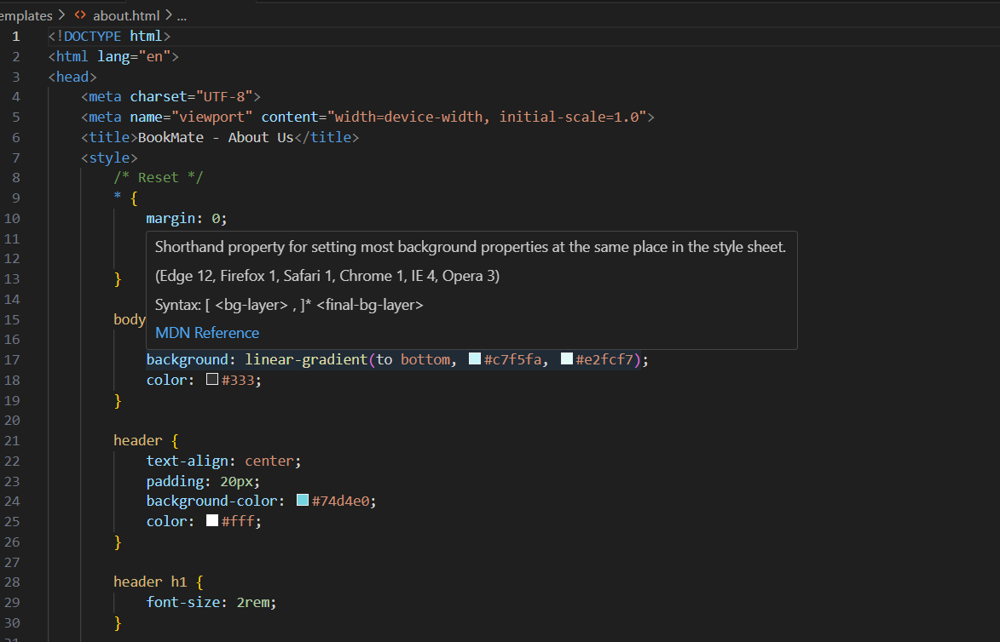 emplates > <> about.html > ...
1 <!DOCTYPE html>
2 <html lang="en">
3 <head>
4     <meta charset="UTF-8">
5     <meta name="viewport" content="width=device-width, initial-scale=1.0">
6     <title>BookMate - About Us</title>
7     <style>
8         /* Reset */
9         * {
10             margin: 0;
11 Shorthand property for setting most background properties at the same place in the style sheet.
12 (Edge 12, Firefox 1, Safari 1, Chrome 1, IE 4, Opera 3)
13         }
14 Syntax: [ <bg-layer> , ]* <final-bg-layer>
15         body
16 MDN Reference
17             background: linear-gradient(to bottom, #c7f5fa, #e2fcf7);
18             color: #333;
19         }
20
21         header {
22             text-align: center;
23             padding: 20px;
24             background-color: #74d4e0;
25             color: #fff;
26         }
27
28         header h1 {
29             font-size: 2rem;
30         }